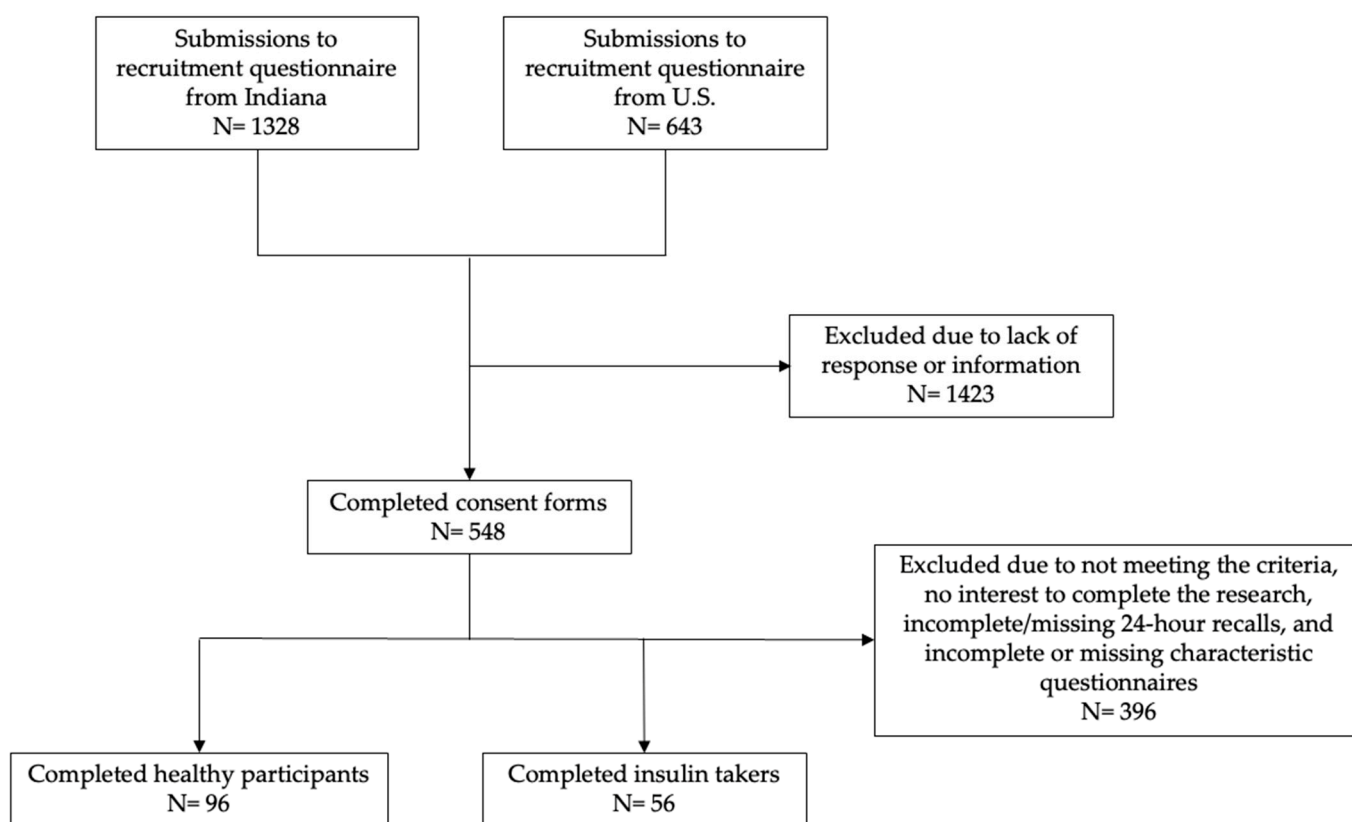 Submissions to
recruitment questionnaire
from Indiana
N= 1328
Submissions to
recruitment questionnaire
from U.S.
N= 643
Excluded due to lack of
response or information
N= 1423
Completed consent forms
N= 548
Excluded due to not meeting the criteria,
no interest to complete the research,
incomplete/missing 24-hour recalls, and
incomplete or missing characteristic
questionnaires
N= 396
Completed healthy participants
N= 96
Completed insulin takers
N= 56